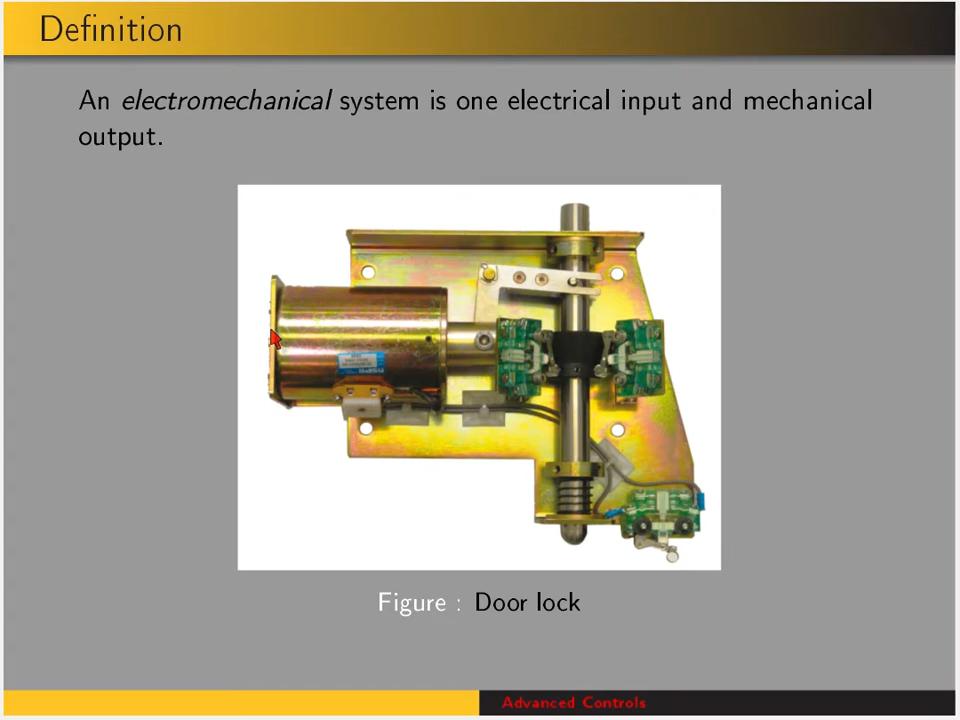 Definition
An electromechanical system is one electrical input and mechanical
output.
Figure : Door lock
Advanced Controls